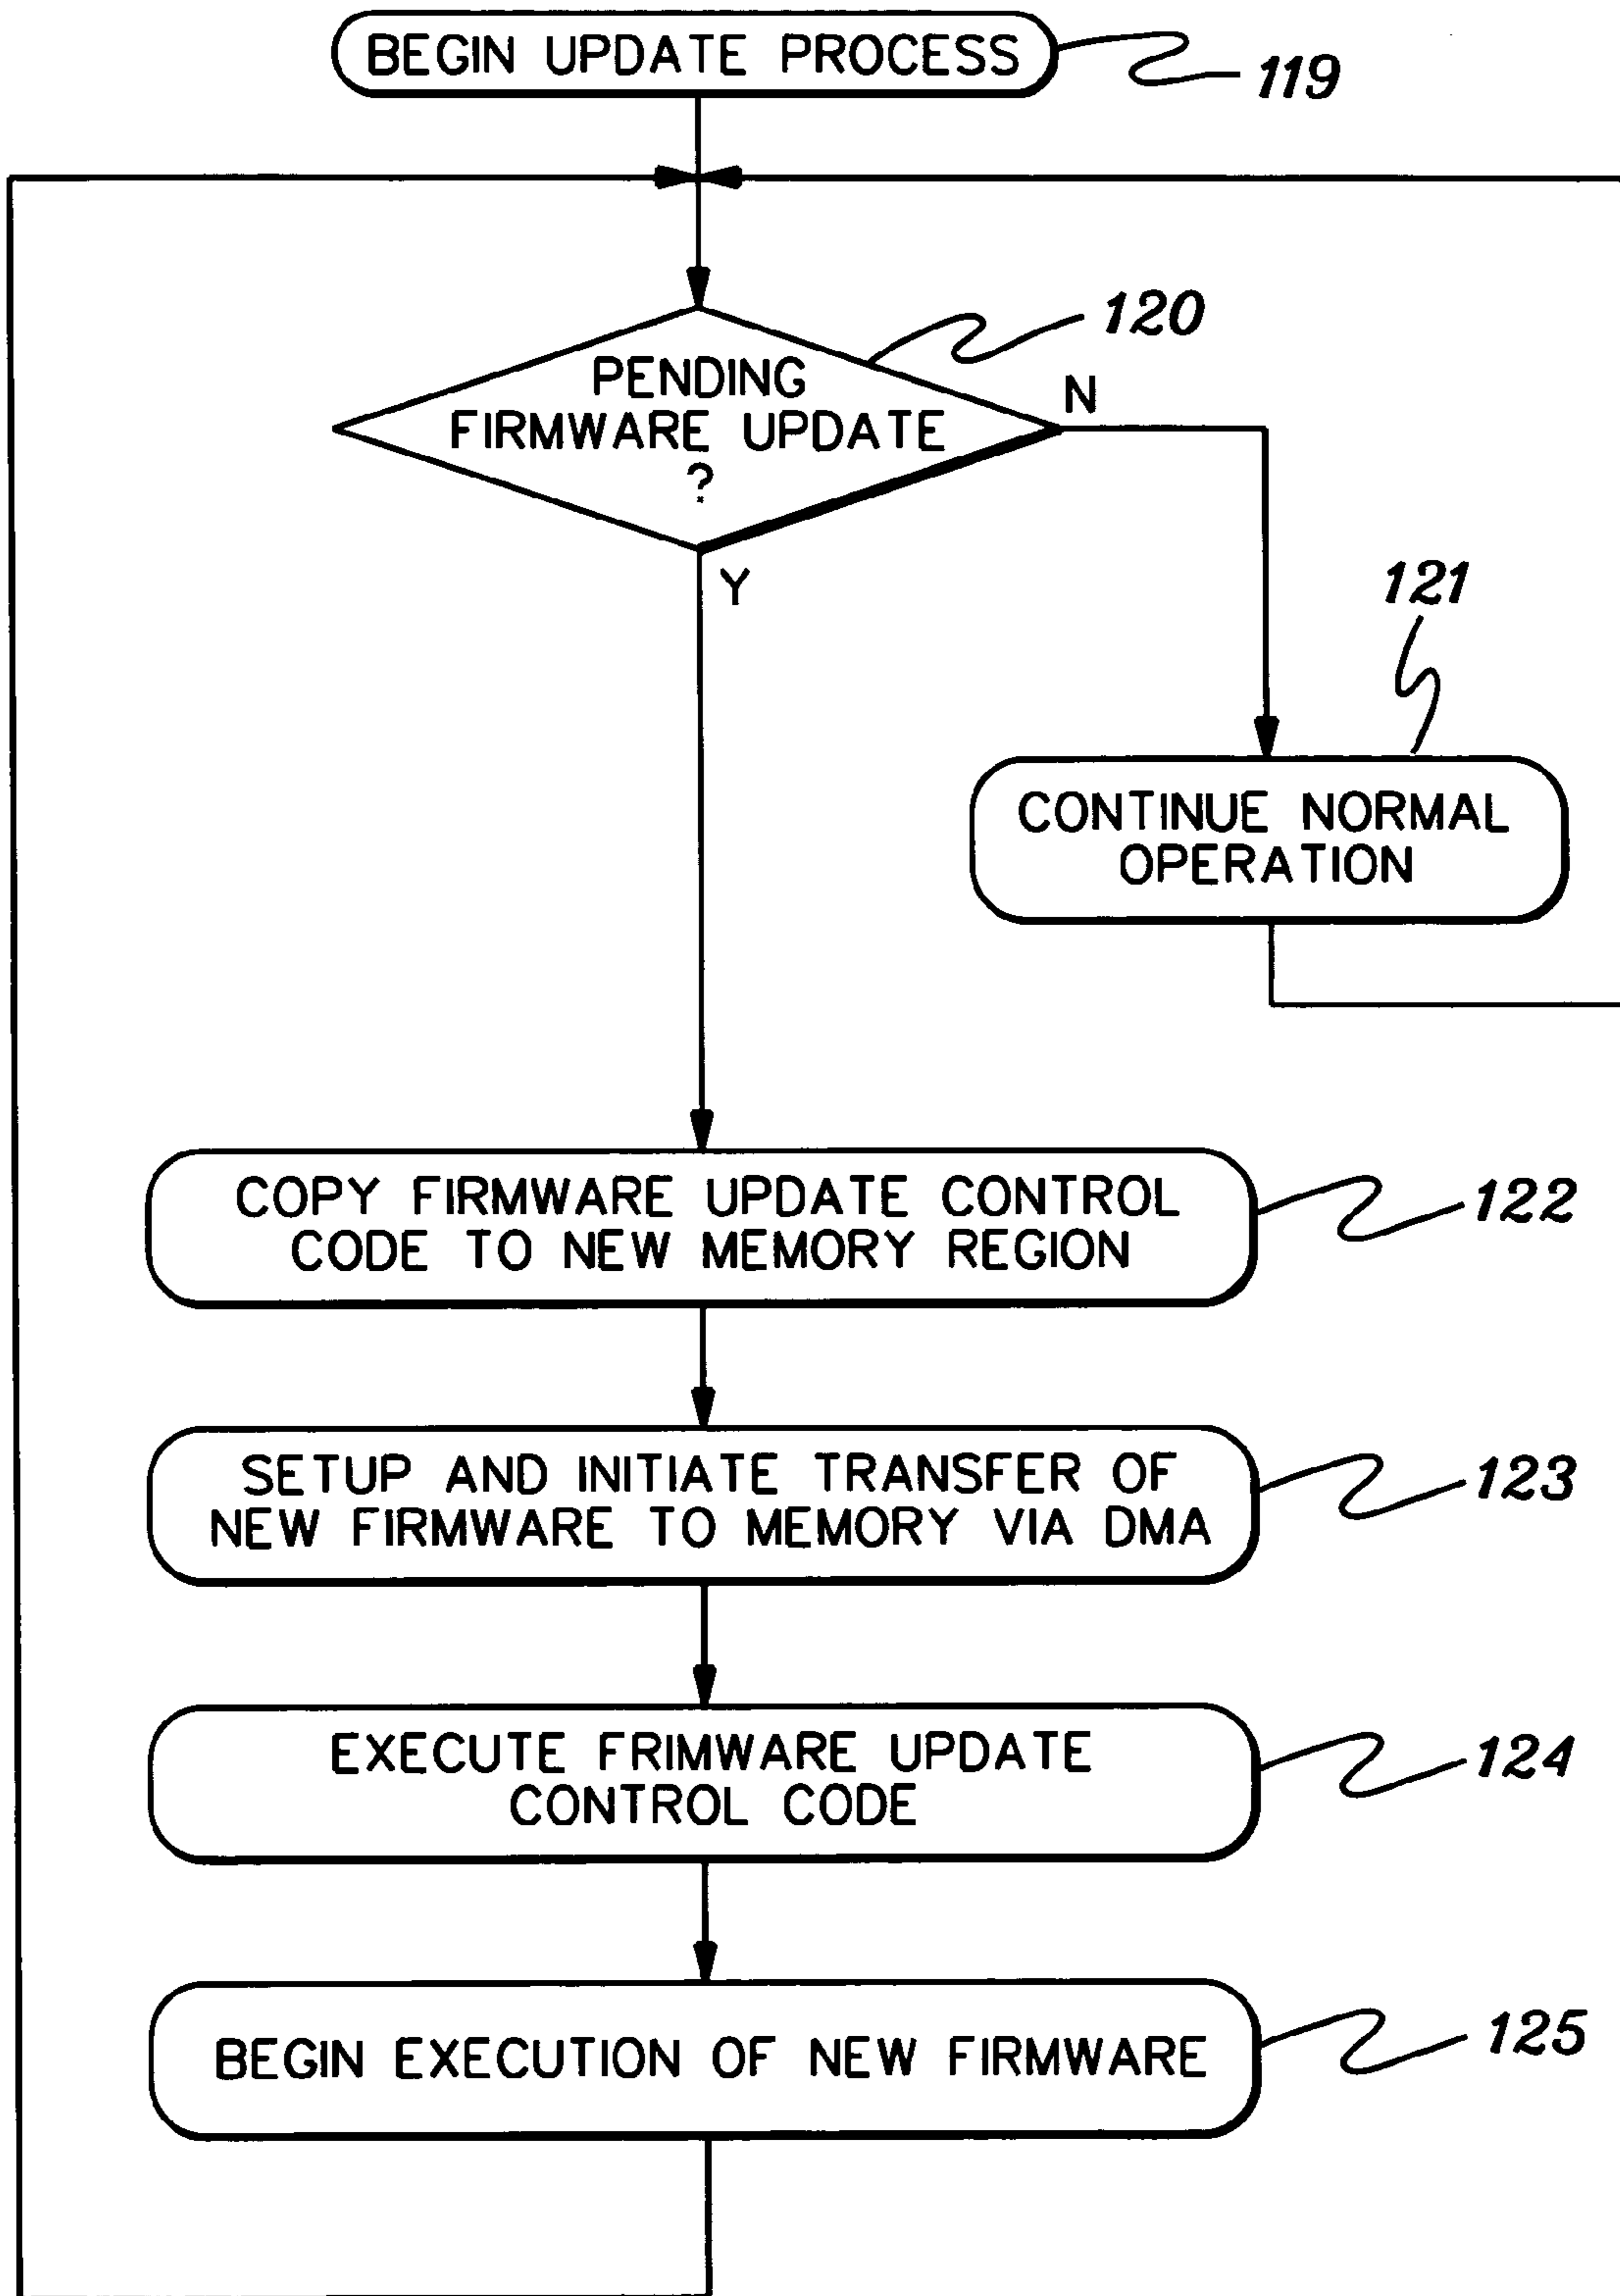 BEGIN UPDATE PROCESS
119
120
PENDING
FIRMWARE UPDATE
?
N
Y
121
CONTINUE NORMAL
OPERATION
COPY FIRMWARE UPDATE CONTROL
CODE TO NEW MEMORY REGION
122
SETUP AND INITIATE TRANSFER OF
NEW FIRMWARE TO MEMORY VIA DMA
123
EXECUTE FRIMWARE UPDATE
CONTROL CODE
124
BEGIN EXECUTION OF NEW FIRMWARE
125